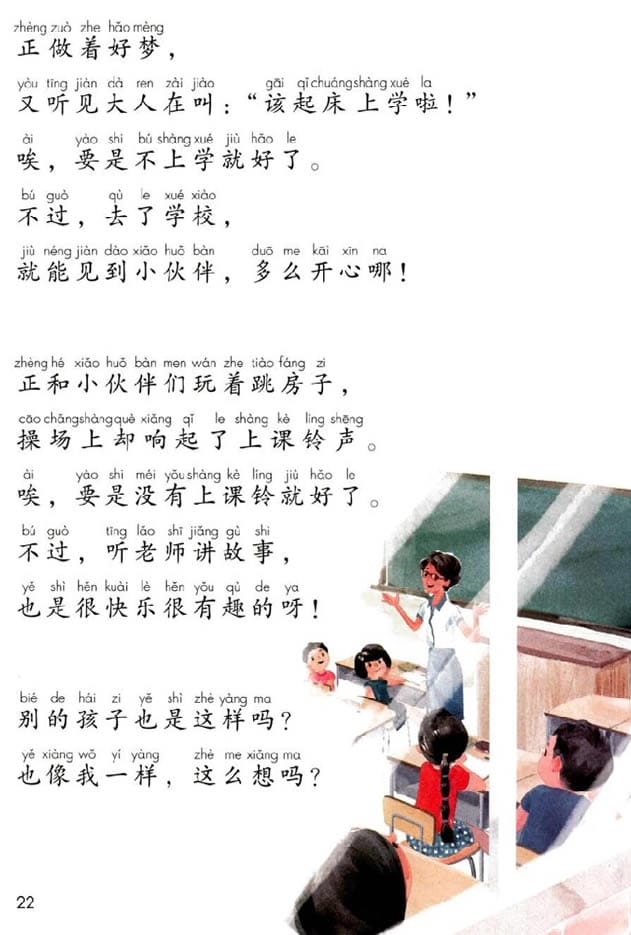 zhèng zuò zhe hǎo mèng
正做着好梦，
yòu tīng jiàn dà ren zài jiào gāi qǐ chuáng shàng xué la
又听见大人在叫：“该起床上学啦！”
ài yào shi bú shàng xué jiù hǎo le
唉，要是不上学就好了。
bú guò qù le xué xiào
不过，去了学校，
jiù néng jiàn dào xiǎo huǒ bàn duō me kāi xīn na
就能见到小伙伴，多么开心哪！
zhèng hé xiǎo huǒ bàn men wán zhe tiào fáng zi
正和小伙伴们玩着跳房子，
cāo chǎng shàng què xiǎng qǐ le shàng kè líng shēng
操场上却响起了上课铃声。
ài yào shi méi yǒu shàng kè líng jiù hǎo le
唉，要是没有上课铃就好了。
bú guò tīng lǎo shī jiǎng gù shi
不过，听老师讲故事，
yě shì hěn kuài lè hěn yǒu qù de ya
也是很快乐很有趣的呀！
bié de hái zi yě shì zhè yàng ma
别的孩子也是这样吗？
yě xiàng wǒ yí yàng zhè me xiǎng ma
也像我一样，这么想吗？
22